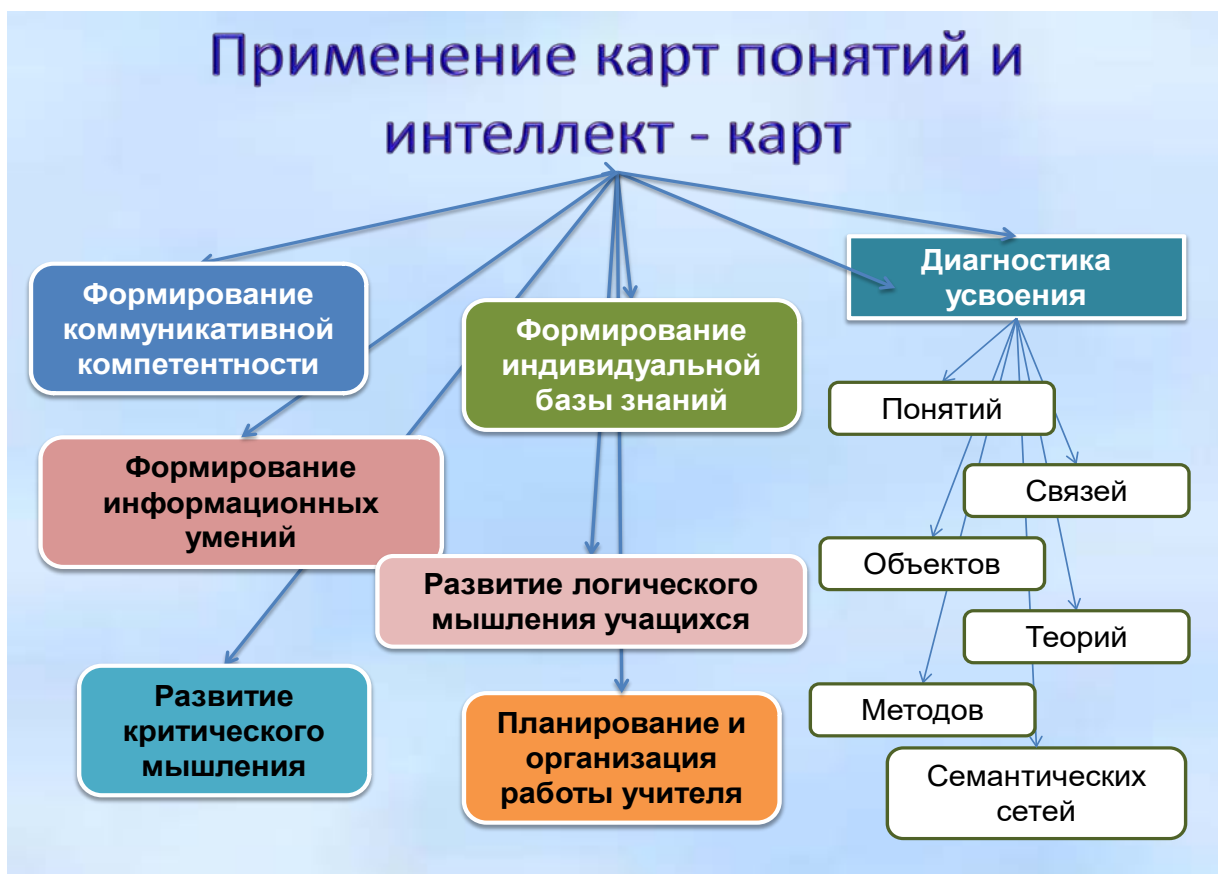 Применение карт понятий и
интеллект - карт
Формирование
коммуникативной
компетентности
Формирование
информационных
умений
Развитие
критического
мышления
Формирование
индивидуальной
базы знаний
Развитие логического
мышления учащихся
Планирование и
организация
работы учителя
Диагностика
усвоения
Понятий
Связей
Объектов
Теорий
Методов
Семантических
сетей